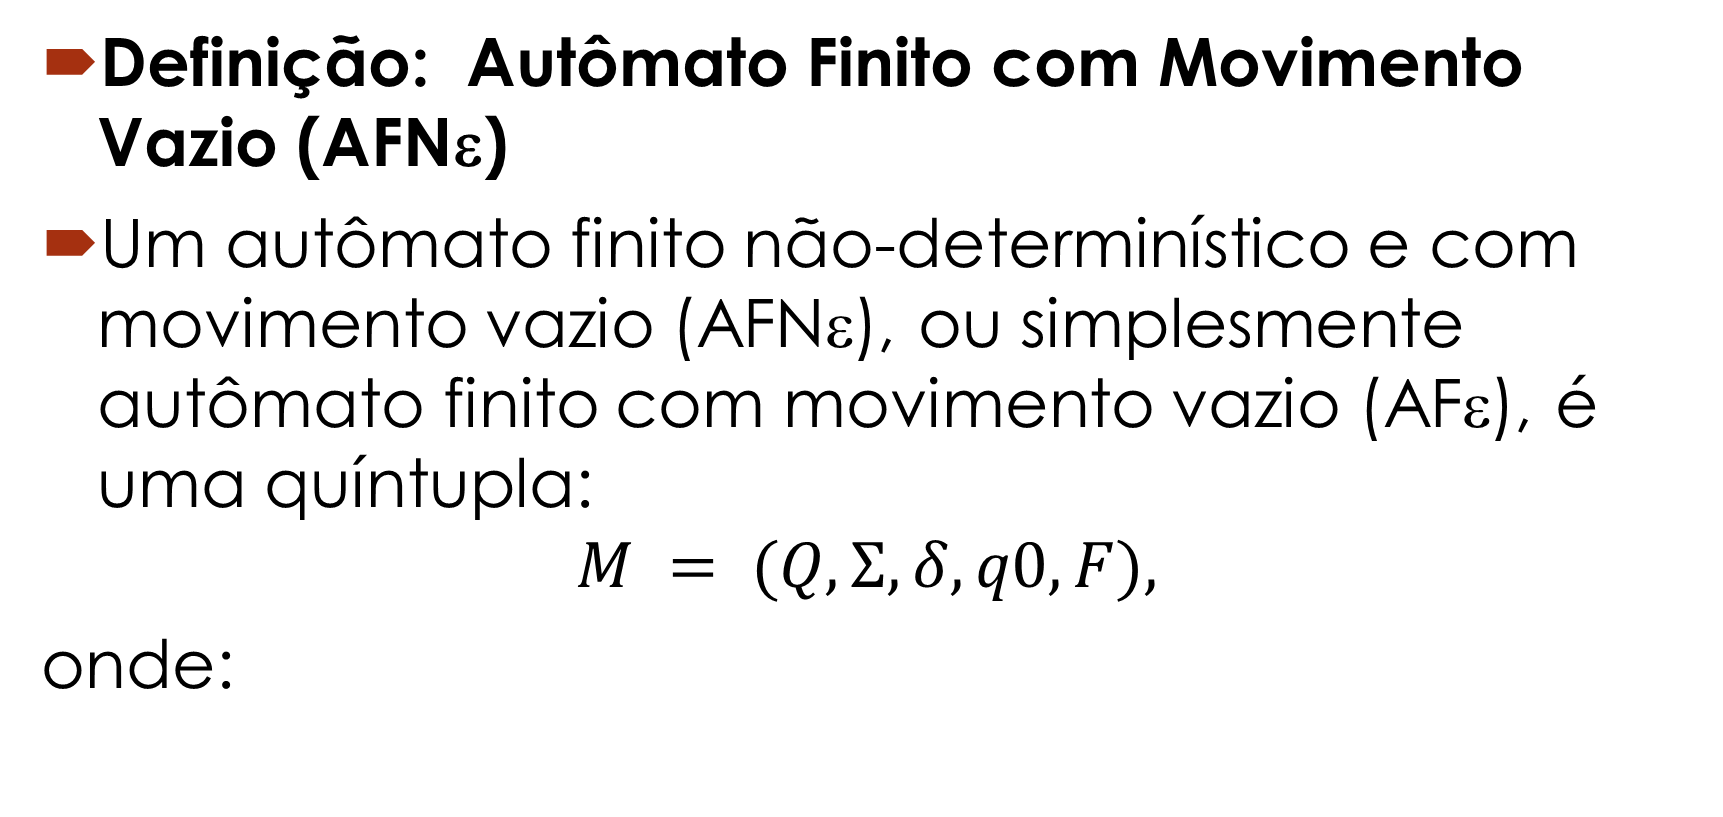 Definição: Autômato Finito com Movimento
Vazio (AFNε)
Um autômato finito não-determinístico e com
movimento vazio (AFNε), ou simplesmente
autômato finito com movimento vazio (AFε), é
uma quíntupla:
M = (Q, Σ, δ, q0, F),
onde: